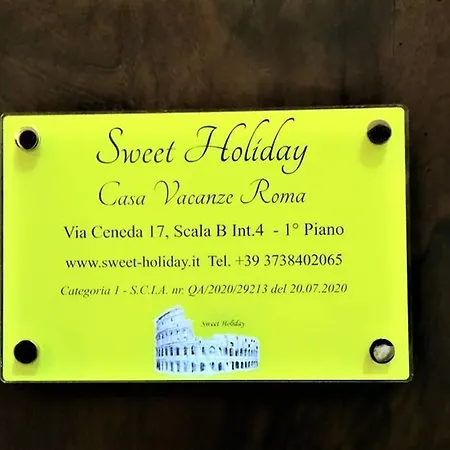 Sweet Holiday
Casa Vacanze Roma
Via Ceneda 17, Scala B Int.4 - 1° Piano
www.sweet-holiday.it Tel. +39 3738402065
Categoria 1 - S.C.I.A. nr. QA/2020/29213 del 20.07.2020
Sweet Holiday